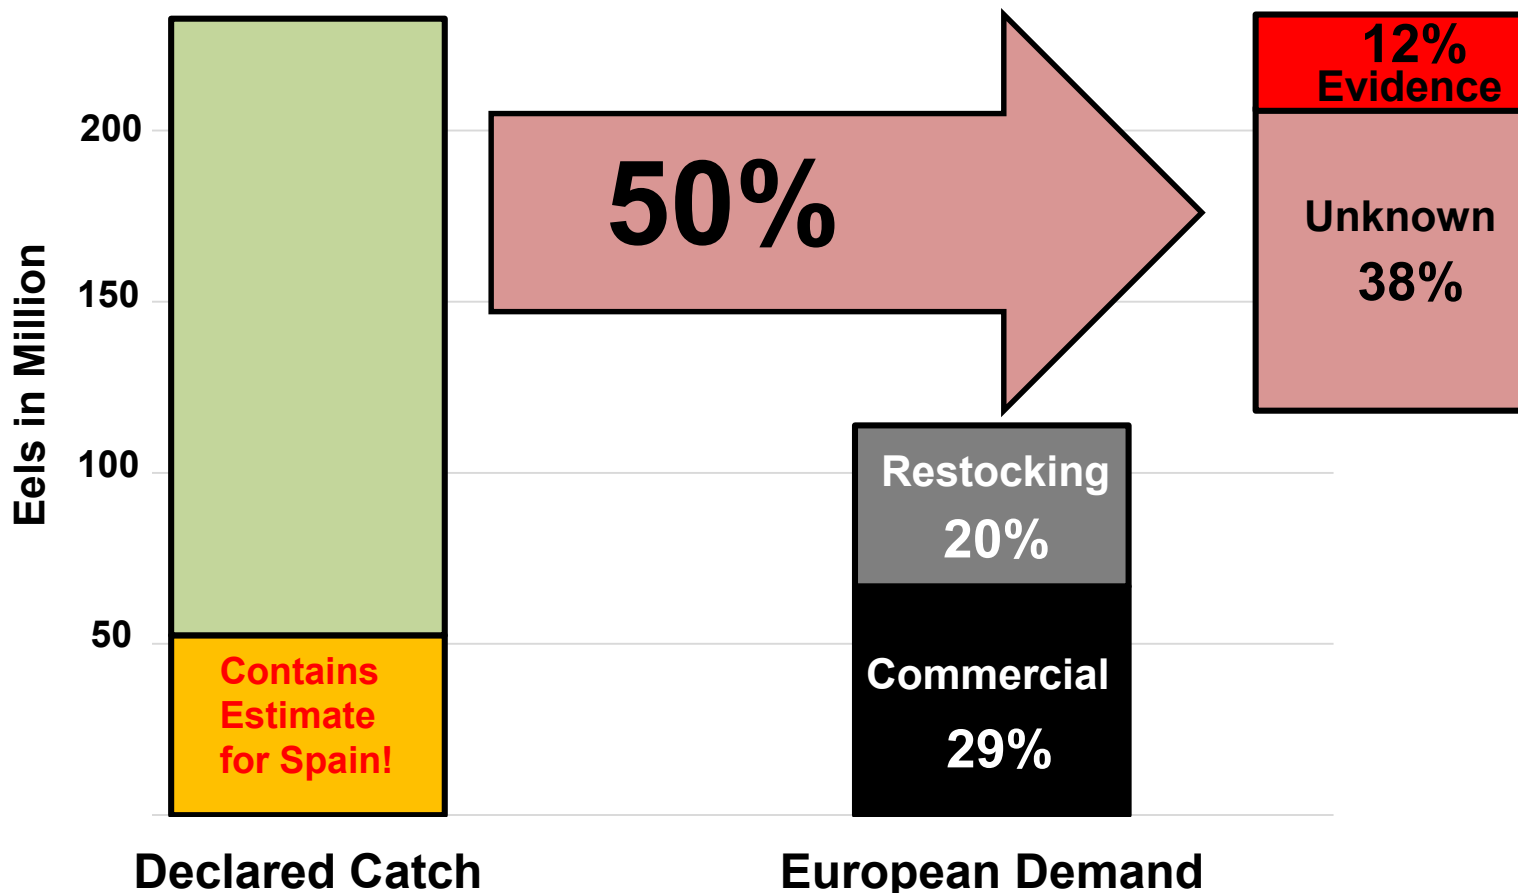 Eels in Million
200
150
100
50
Contains
Estimate
for Spain!
50%
Restocking
20%
Commercial
29%
12%
Evidence
Unknown
38%
Declared Catch
European Demand